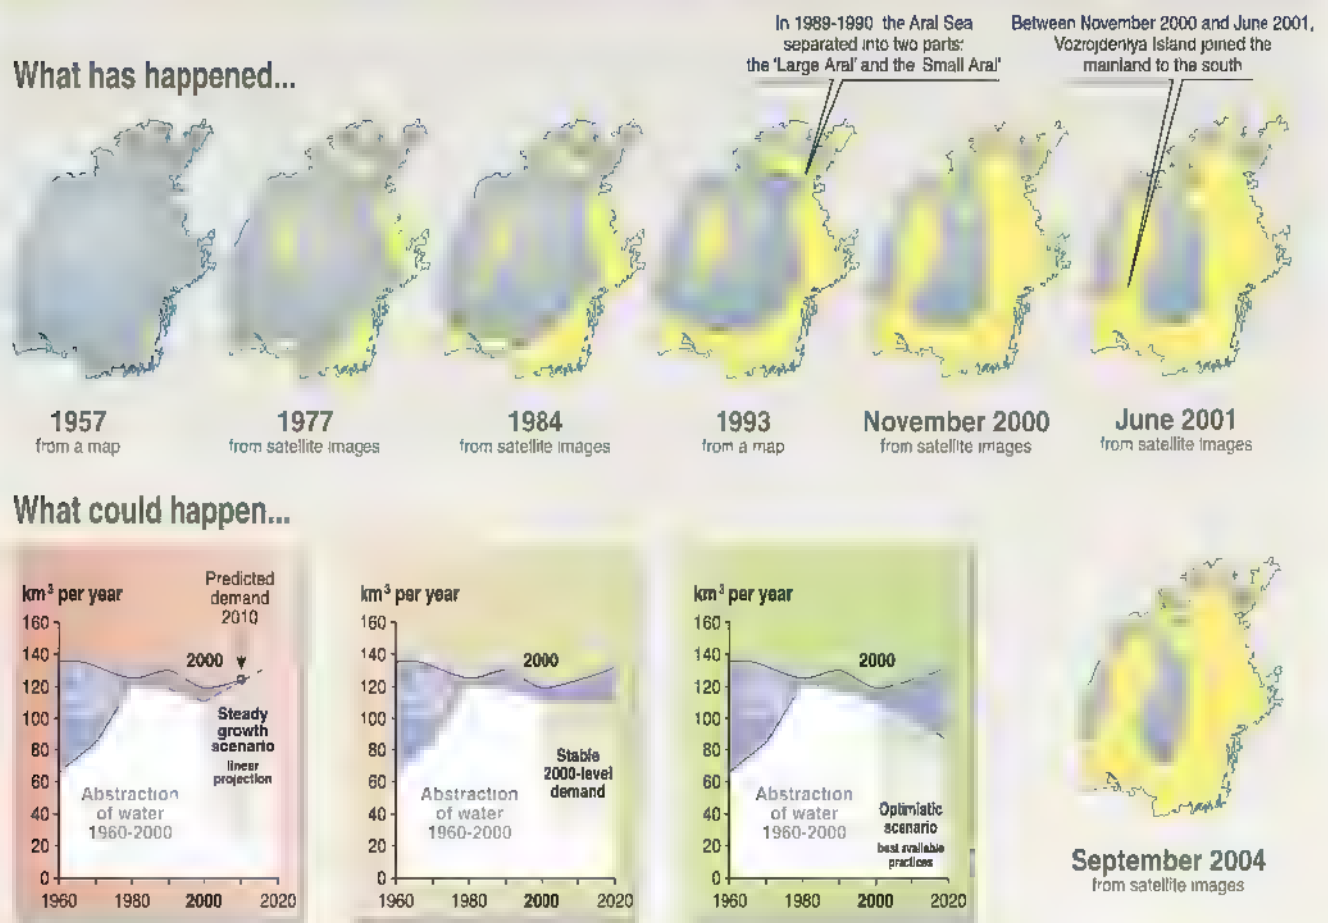 In 1989-1990 the Aral Sea
separated into two parts:
the 'Large Aral' and the 'Small Aral'
Between November 2000 and June 2001,
Vozrojdeniya Island joined the
mainland to the south
What has happened...
1957
from a map
1977
from satellite images
1984
from satellite images
1993
from a map
November 2000
from satellite images
June 2001
from satellite images
What could happen...
km³ per year
Predicted
demand
2010
160
140
120
100
80
60
40
20
0
2000
Steady
growth
scenario
linear
projection
Abstraction
of water
1960-2000
1960
1980
2000
2020
km³ per year
160
140
120
100
80
60
40
20
0
2000
Stable
2000-level
demand
Abstraction
of water
1960-2000
1960
1980
2000
2020
km³ per year
160
140
120
100
80
60
40
20
0
2000
Abstraction
of water
1960-2000
Optimistic
scenario
best available
practices
1960
1980
2000
2020
September 2004
from satellite images